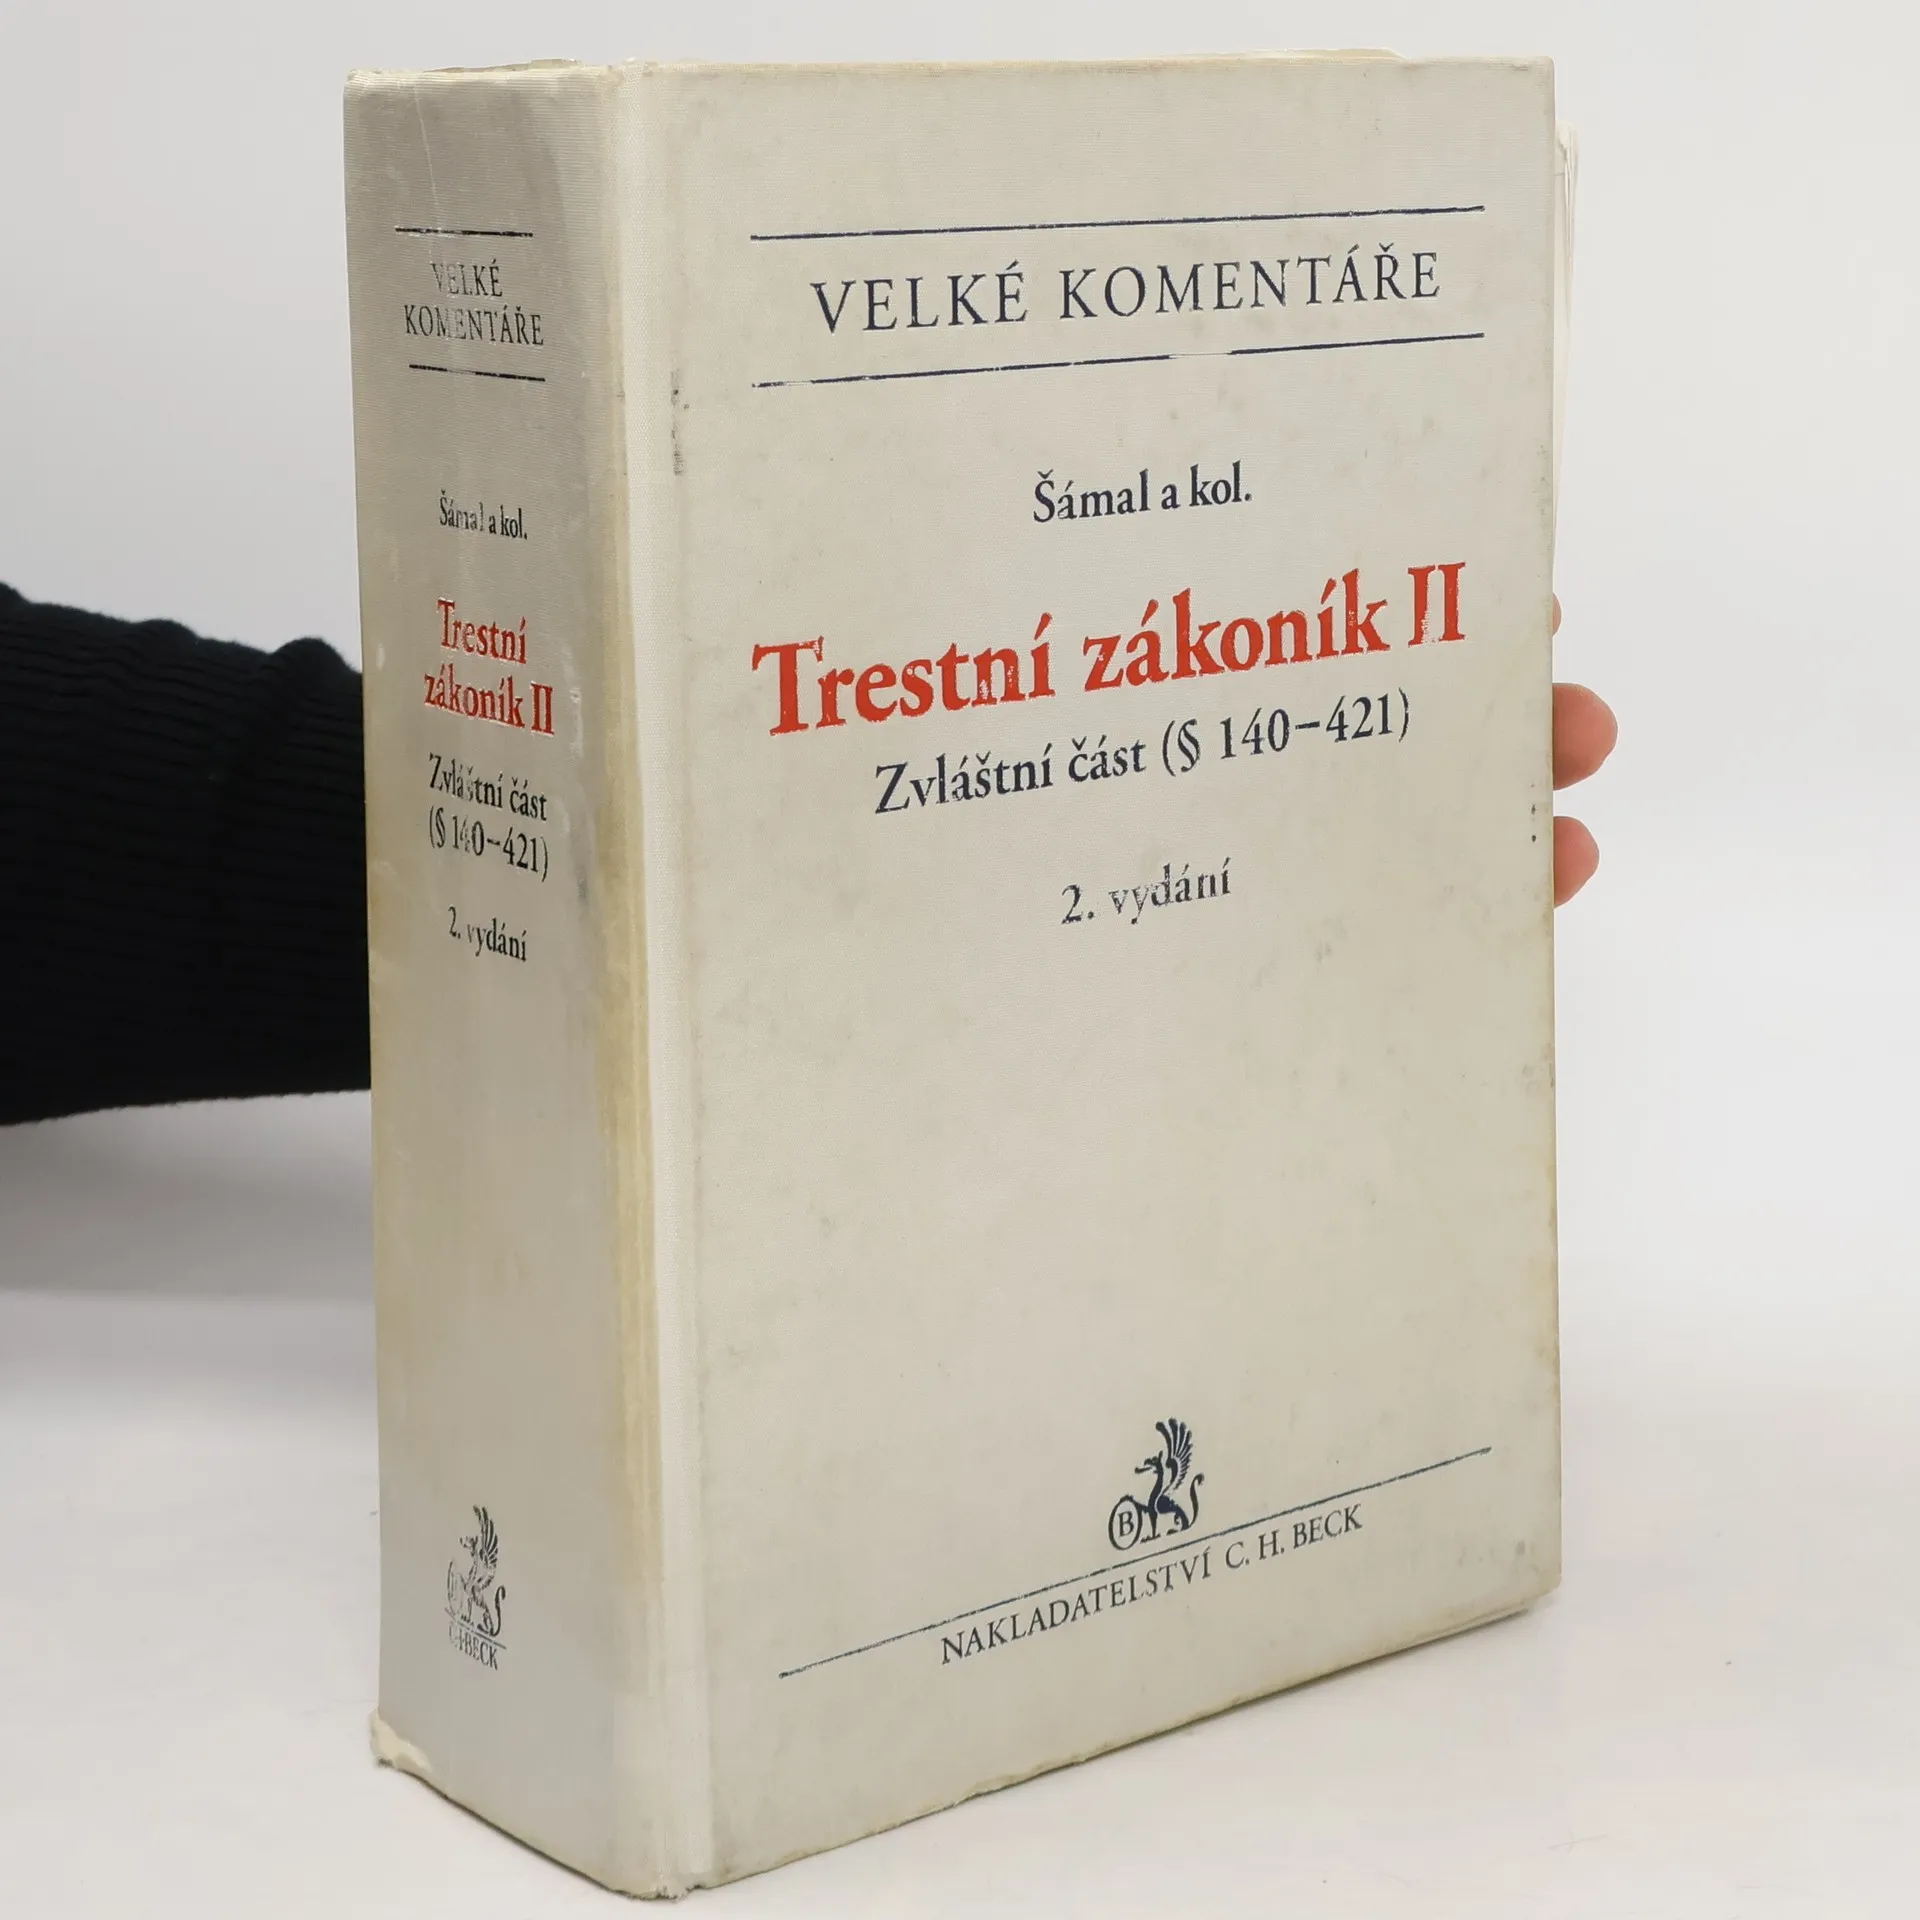 VELKÉ
KOMENTÁŘE
Šámal a kol.
Trestní
zákoník II
Zvláštní část
(§ 140–421)
2. vydání
C.H.BECK
VELKÉ KOMENTÁŘE
Šámal a kol.
Trestní zákoník II
Zvláštní část (§ 140–421)
2. vydání
B
NAKLADATELSTVÍ C. H. BECK